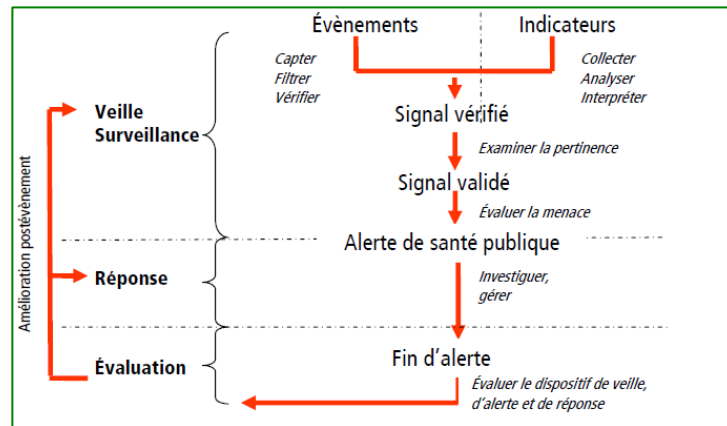 Évènements
Indicateurs
Capter
Filtrer
Vérifier
Collecter
Analyser
Interpréter
Veille
Surveillance
Signal vérifié
Examiner la pertinence
Signal validé
Évaluer la menace
Alerte de santé publique
Réponse
Investiguer,
gérer
Fin d'alerte
Évaluation
Évaluer le dispositif de veille,
d'alerte et de réponse
Amélioration postévènement